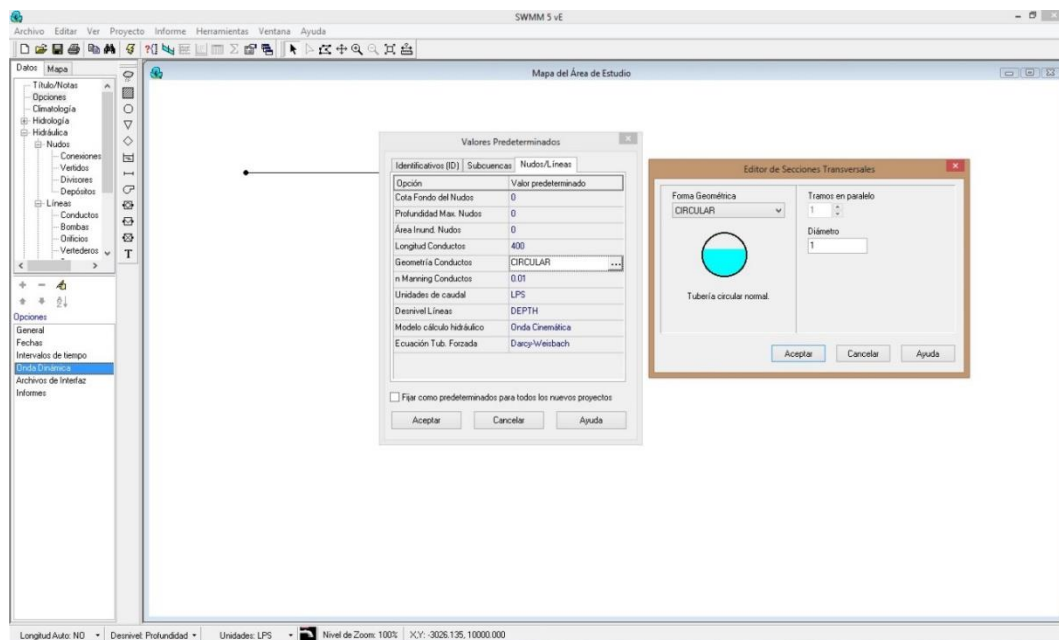 SWMM 5 vE
Archivo Editar Ver Proyecto Informe Herramientas Ventana Ayuda
Datos Mapa
Título/Notas
Opciones
Climatología
Hidrología
Hidráulica
Nudos
Conexiones
Vertidos
Divisores
Depósitos
Líneas
Conductos
Bombas
Orificios
Vertederos
T
Opciones
General
Fechas
Intervalos de tiempo
Onda Dinámica
Archivos de Interfaz
Informes
Mapa del Área de Estudio
Valores Predeterminados
Identificativos (ID) Subcuencas Nudos/Líneas
Opción Valor predeterminado
Cota Fondo del Nudos 0
Profundidad Max. Nudos 0
Área Inund. Nudos 0
Longitud Conductos 400
Geometría Conductos CIRCULAR ...
n Manning Conductos 0.01
Unidades de caudal LPS
Desnivel Líneas DEPTH
Modelo cálculo hidráulico Onda Cinemática
Ecuación Tub. Forzada Darcy-Weisbach
Fijar como predeterminados para todos los nuevos proyectos
Aceptar Cancelar Ayuda
Editor de Secciones Transversales
Forma Geométrica Tramos en paralelo
CIRCULAR 1
Diámetro
1
Tubería circular normal.
Aceptar Cancelar Ayuda
Longitud Auto: NO Desnivel: Profundidad Unidades: LPS Nivel de Zoom: 100% X,Y: -3026.135, 10000.000